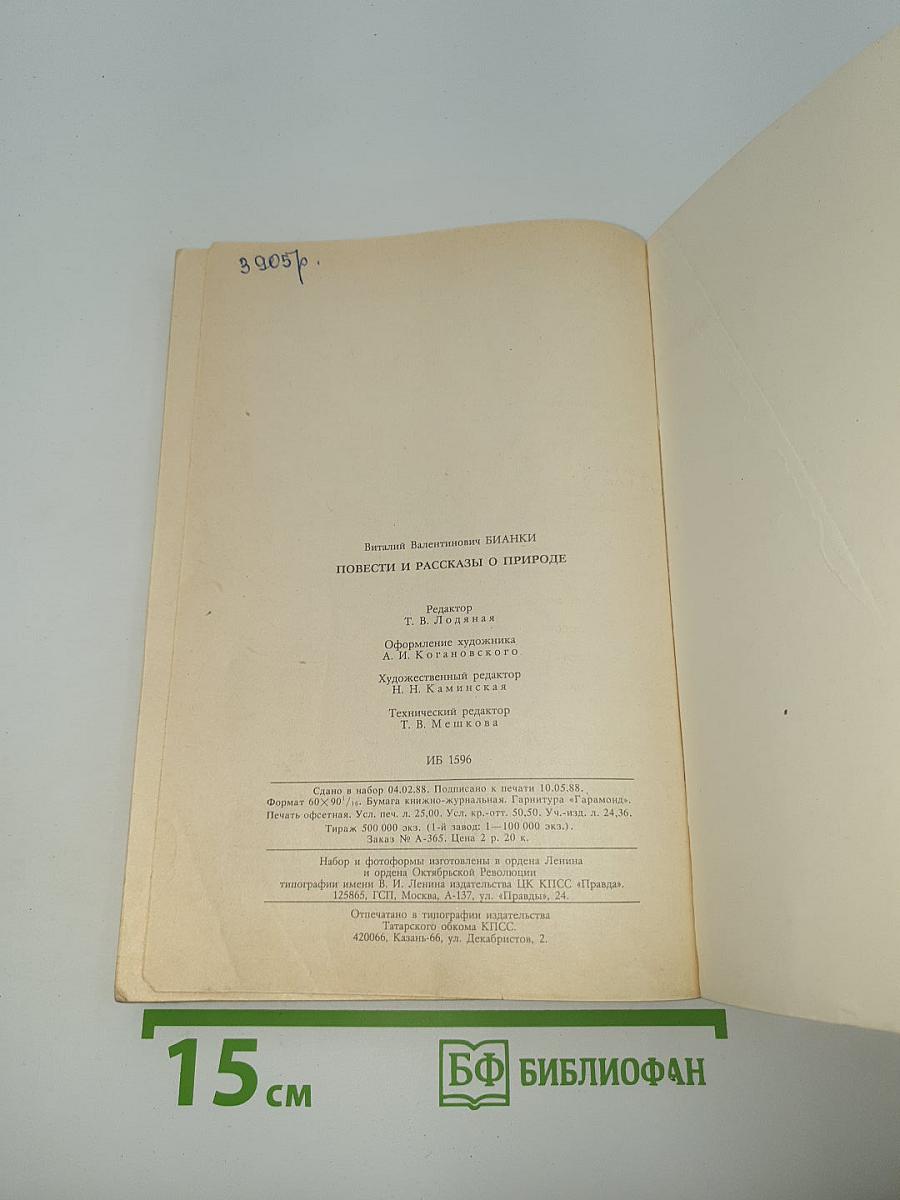 3905р.
Виталий Валентинович БИАНКИ
ПОВЕСТИ И РАССКАЗЫ О ПРИРОДЕ
Редактор
Т. В. Лодяная
Оформление художника
А. И. Когановского
Художественный редактор
Н. Н. Каминская
Технический редактор
Т. В. Мешкова
ИБ 1596
Сдано в набор 04.02.88. Подписано к печати 10.05.88.
Формат 60×90¹/₁₆. Бумага книжно-журнальная. Гарнитура «Гарамонд».
Печать офсетная. Усл. печ. л. 25,00. Усл. кр.-отт. 50,50. Уч.-изд. л. 24,36.
Тираж 500 000 экз. (1-й завод: 1—100 000 экз.).
Заказ № А-365. Цена 2 р. 20 к.
Набор и фотоформы изготовлены в ордена Ленина
и ордена Октябрьской Революции
типографии имени В. И. Ленина издательства ЦК КПСС «Правда».
125865, ГСП, Москва, А-137, ул. «Правды», 24.
Отпечатано в типографии издательства
Татарского обкома КПСС.
420066, Казань-66, ул. Декабристов, 2.
15 см
БФ БИБЛИОФАН